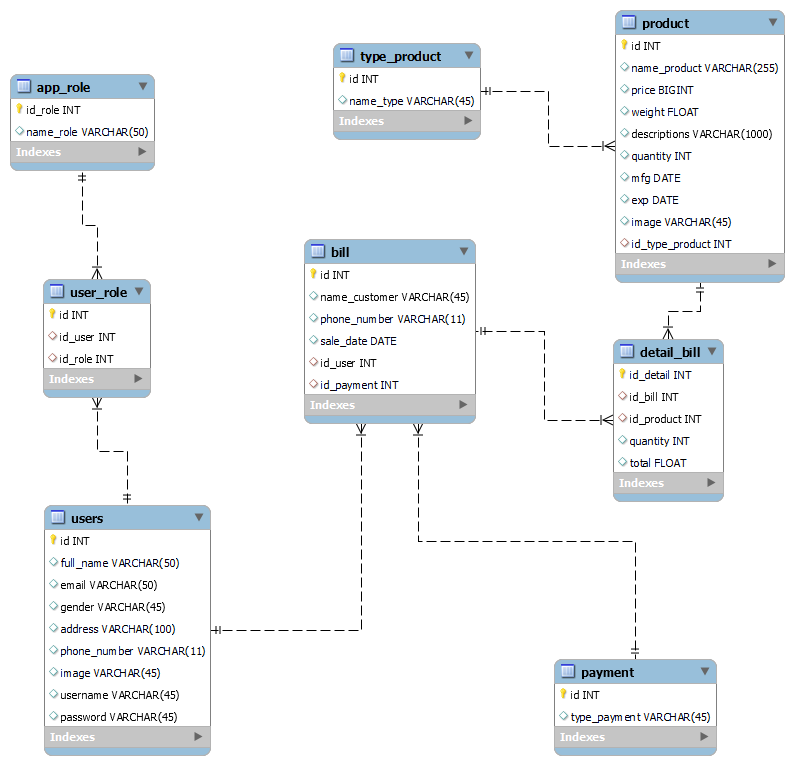 app_role
id_role INT
name_role VARCHAR(50)
Indexes
type_product
id INT
name_type VARCHAR(45)
Indexes
product
id INT
name_product VARCHAR(255)
price BIGINT
weight FLOAT
descriptions VARCHAR(1000)
quantity INT
mfg DATE
exp DATE
image VARCHAR(45)
id_type_product INT
Indexes
user_role
id INT
id_user INT
id_role INT
Indexes
bill
id INT
name_customer VARCHAR(45)
phone_number VARCHAR(11)
sale_date DATE
id_user INT
id_payment INT
Indexes
detail_bill
id_detail INT
id_bill INT
id_product INT
quantity INT
total FLOAT
Indexes
users
id INT
full_name VARCHAR(50)
email VARCHAR(50)
gender VARCHAR(45)
address VARCHAR(100)
phone_number VARCHAR(11)
image VARCHAR(45)
username VARCHAR(45)
password VARCHAR(45)
Indexes
payment
id INT
type_payment VARCHAR(45)
Indexes